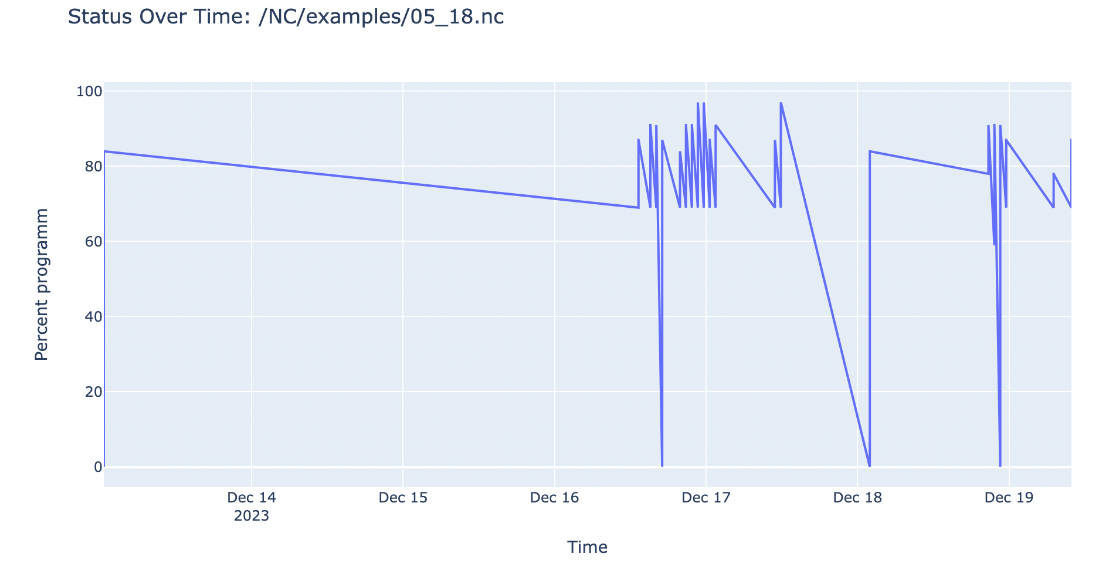 Status Over Time: /NC/examples/05_18.nc
100
80
60
40
20
0
Percent programm
Dec 14
2023
Dec 15
Dec 16
Dec 17
Dec 18
Dec 19
Time